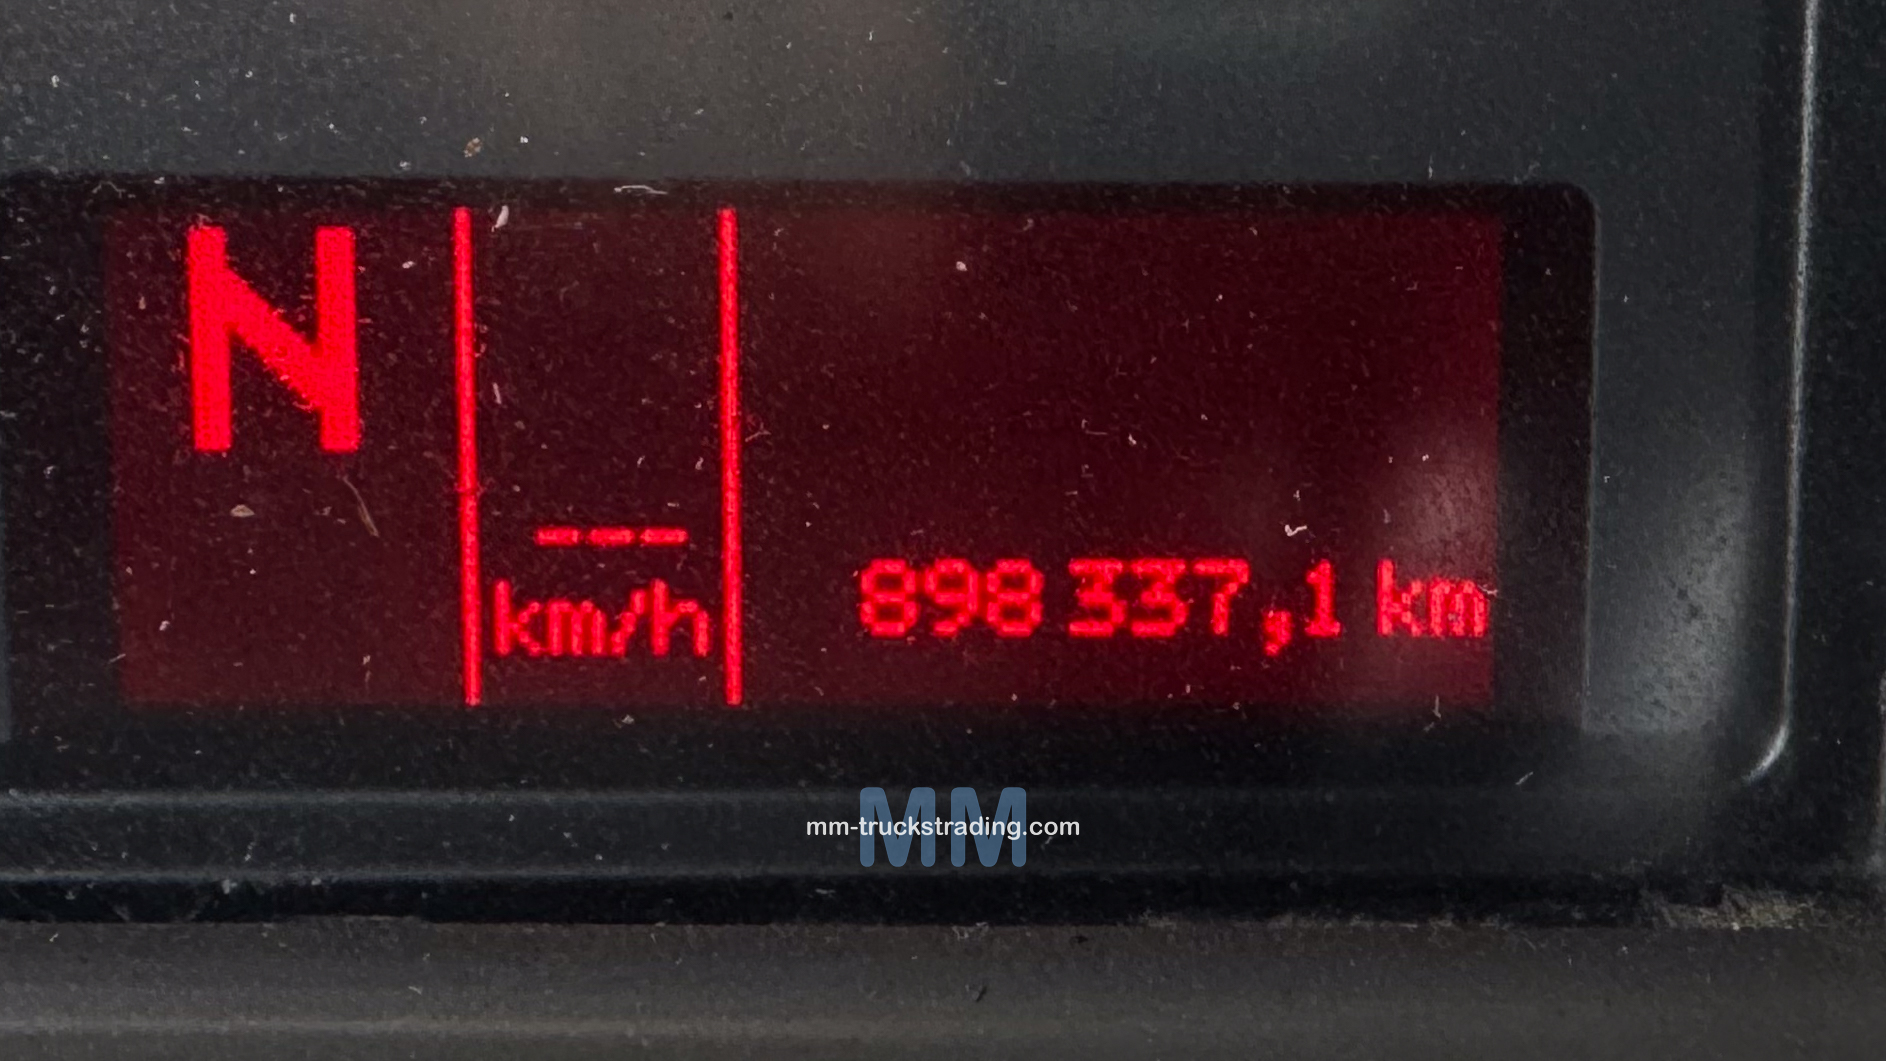 N
---
km/h
898 337,1 km
MM
mm-truckstrading.com